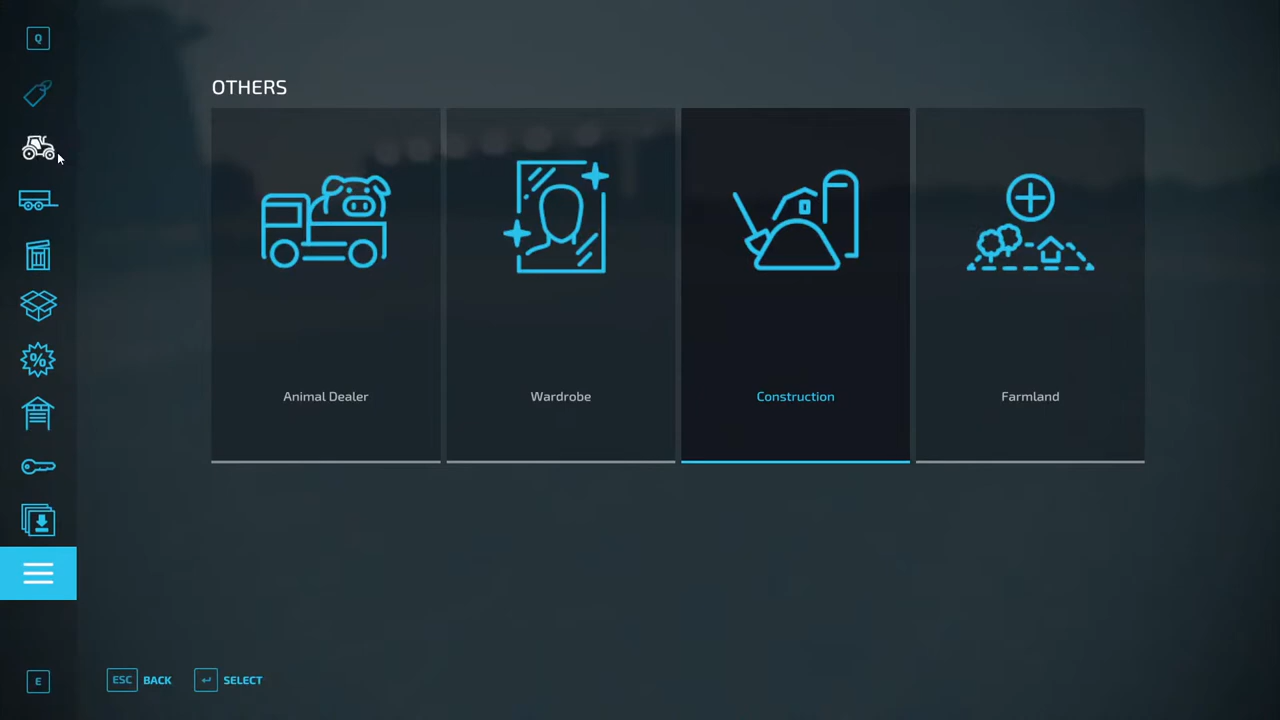 Q
OTHERS
%
Animal Dealer
Wardrobe
Construction
Farmland
E
ESC BACK
SELECT